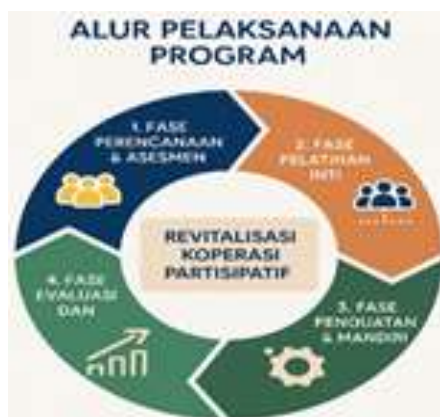 ALUR PELAKSANAAN
PROGRAM
1. FASE
PERENCANAAN
& ASESMEN
2. FASE
PELATIHAN
INTI
REVITALISASI
KOPERASI
PARTISIPATIF
4. FASE
EVALUASI
DAN
3. FASE
PENGUATAN
& MANDIRI